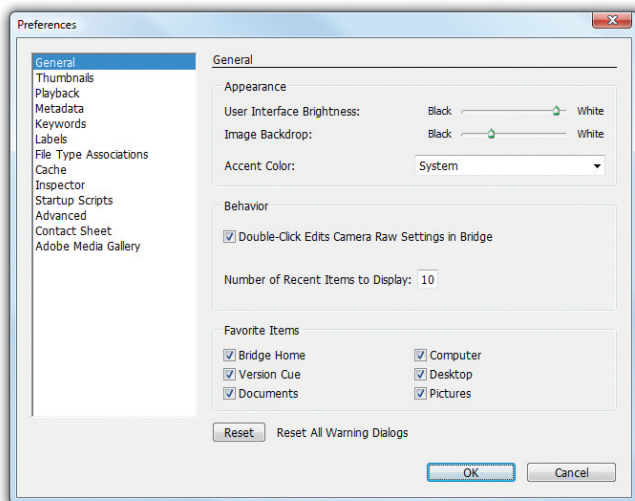 Preferences
General
Thumbnails
Playback
Metadata
Keywords
Labels
File Type Associations
Cache
Inspector
Startup Scripts
Advanced
Contact Sheet
Adobe Media Gallery
General
Appearance
User Interface Brightness: Black White
Image Backdrop: Black White
Accent Color: System
Behavior
Double-Click Edits Camera Raw Settings in Bridge
Number of Recent Items to Display: 10
Favorite Items
Bridge Home Computer
Version Cue Desktop
Documents Pictures
Reset Reset All Warning Dialogs
OK Cancel